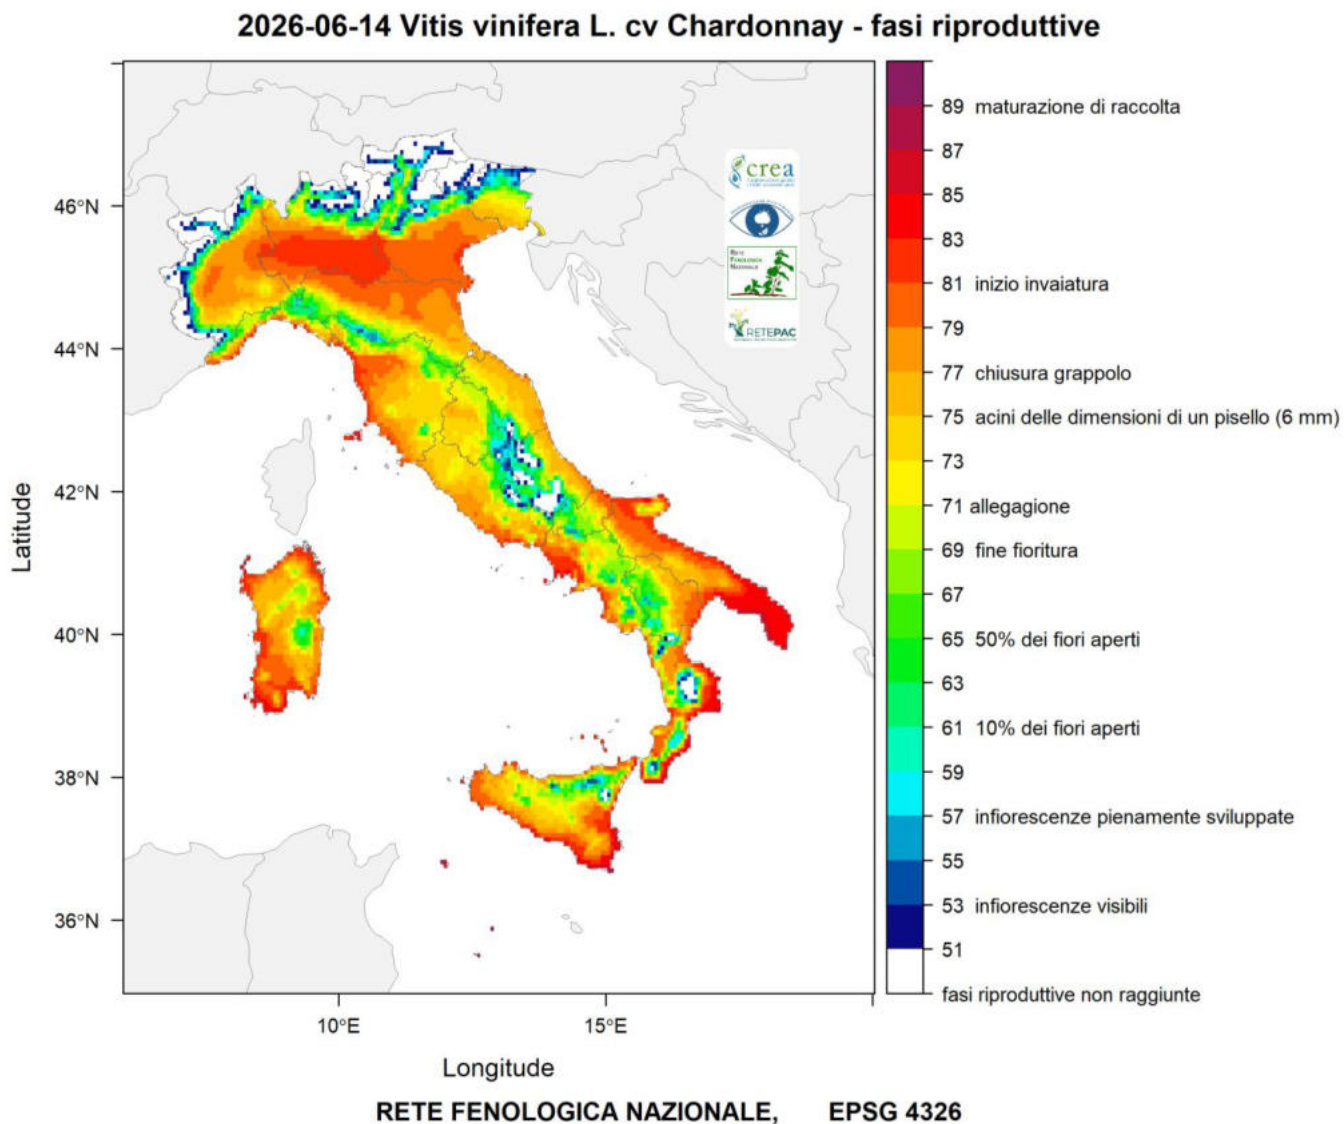 2026-06-14 Vitis vinifera L. cv Chardonnay - fasi riproduttive
89 maturazione di raccolta
87
85
83
81 inizio invaiatura
79
77 chiusura grappolo
75 acini delle dimensioni di un pisello (6 mm)
73
71 allegagione
69 fine fioritura
67
65 50% dei fiori aperti
63
61 10% dei fiori aperti
59
57 infiorescenze pienamente sviluppate
55
53 infiorescenze visibili
51
fasi riproduttive non raggiunte
crea
RETE
FENOLOGICA
NAZIONALE
RETEPAC
46°N
44°N
42°N
40°N
38°N
36°N
Latitude
10°E
15°E
Longitude
RETE FENOLOGICA NAZIONALE, EPSG 4326